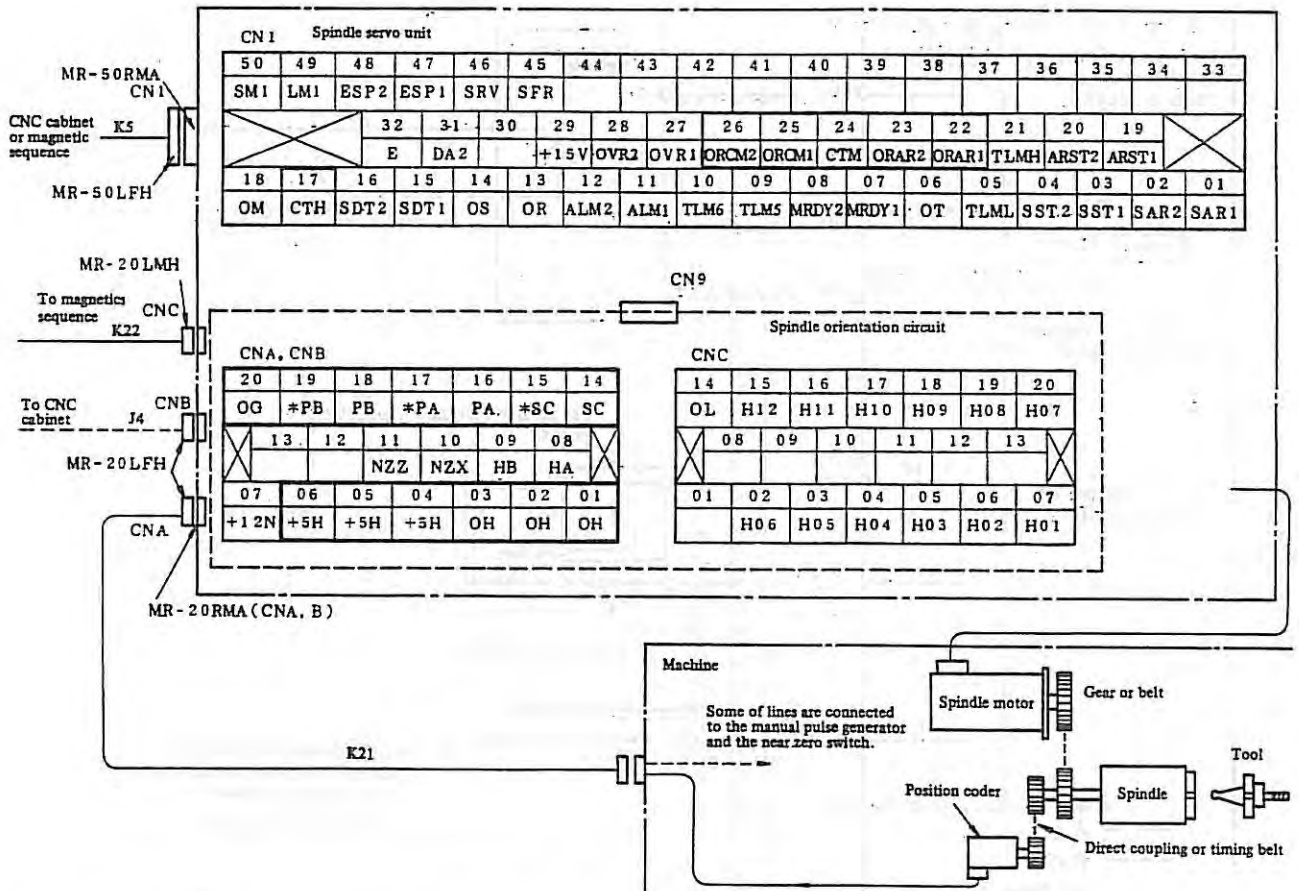 CN1 Spindle servo unit
50 49 48 47 46 45 44 43 42 41 40 39 38 37 36 35 34 33
SM1 LM1 ESP2 ESP1 SRV SFR
32 31 30 29 28 27 26 25 24 23 22 21 20 19
E DA2 +15V OVR2 OVR1 ORCM2 ORCM1 CTM ORAR2 ORAR1 TLMH ARST2 ARST1
18 17 16 15 14 13 12 11 10 09 08 07 06 05 04 03 02 01
OM CTH SDT2 SDT1 OS OR ALM2 ALM1 TLM6 TLM5 MRDY2 MRDY1 OT TLML SST2 SST1 SAR2 SAR1
MR-50RMA
CN1
CNC cabinet
or magnetic
sequence
K5
MR-50LFH
MR-20LMH
To magnetics
sequence
CNC
K22
CN9
Spindle orientation circuit
CNA, CNB
20 19 18 17 16 15 14
OG *PB PB *PA PA. *SC SC
13 12 11 10 09 08
NZZ NZX HB HA
07 06 05 04 03 02 01
+12N +5H +5H +5H OH OH OH
CNC
14 15 16 17 18 19 20
OL H12 H11 H10 H09 H08 H07
08 09 10 11 12 13
01 02 03 04 05 06 07
H06 H05 H04 H03 H02 H01
To CNC
cabinet
CNB
J4
MR-20LFH
CNA
MR-20RMA(CNA, B)
Machine
Some of lines are connected
to the manual pulse generator
and the near zero switch.
K21
Spindle motor
Gear or belt
Tool
Position coder
Spindle
Direct coupling or timing belt